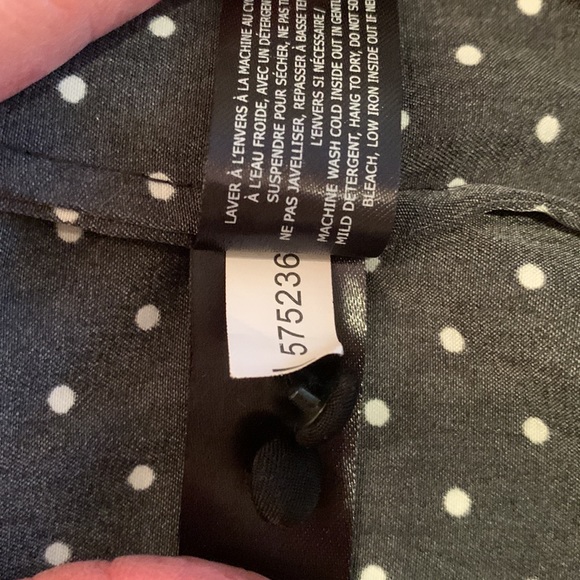 LAVER À L'ENVERS À LA MACHINE AU CY
À L'EAU FROIDE, AVEC UN DÉTERGEN
SUSPENDRE POUR SÉCHER, NE PAS T
NE PAS JAVELLISER, REPASSER À BASSE TE
L'ENVERS SI NÉCESSAIRE/
MACHINE WASH COLD INSIDE OUT IN GENTL
MILD DETERGENT, HANG TO DRY, DO NOT SO
BLEACH, LOW IRON INSIDE OUT IF NE
575236